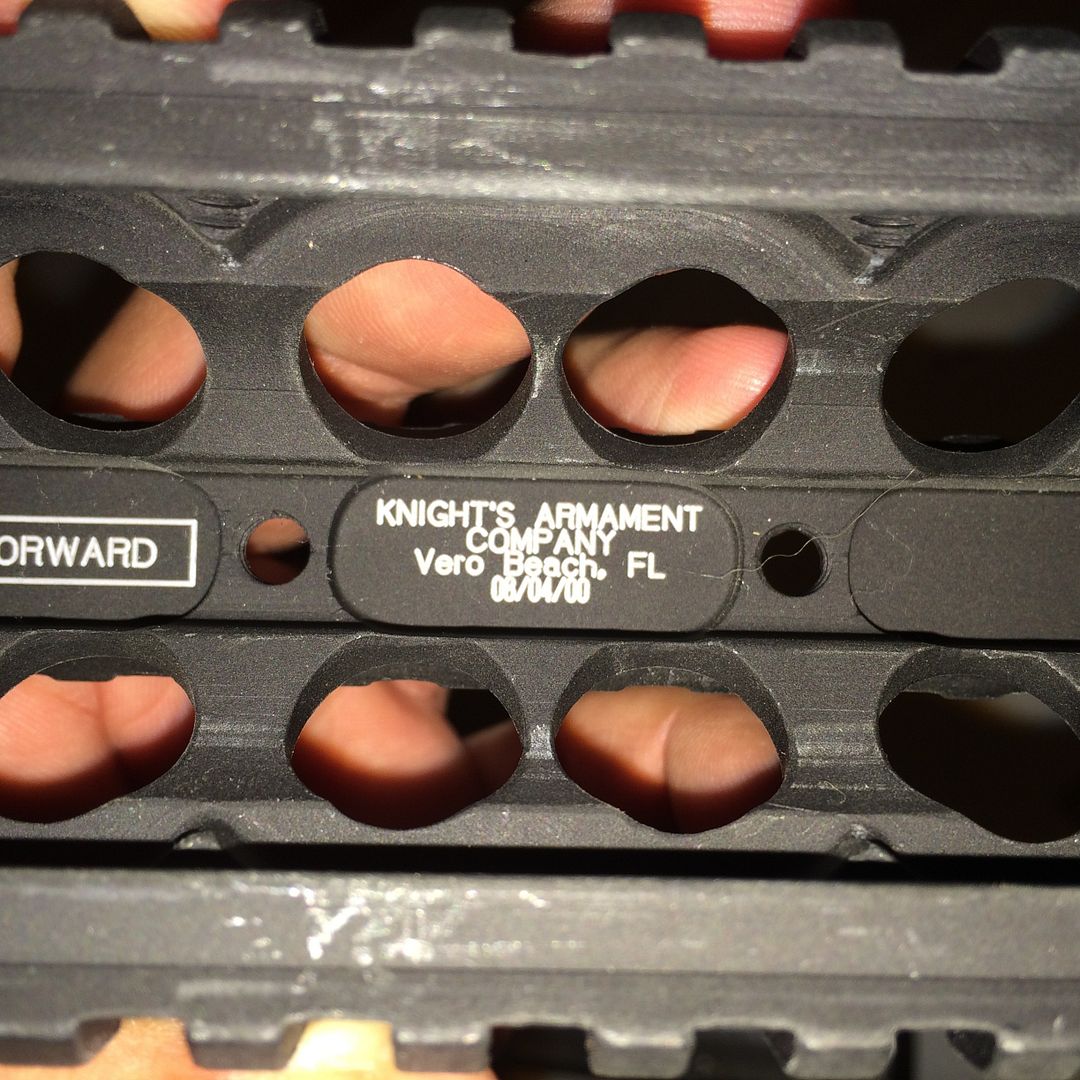 ORWARD
KNIGHT'S ARMAMENT
COMPANY
Vero Beach, FL
08/04/00